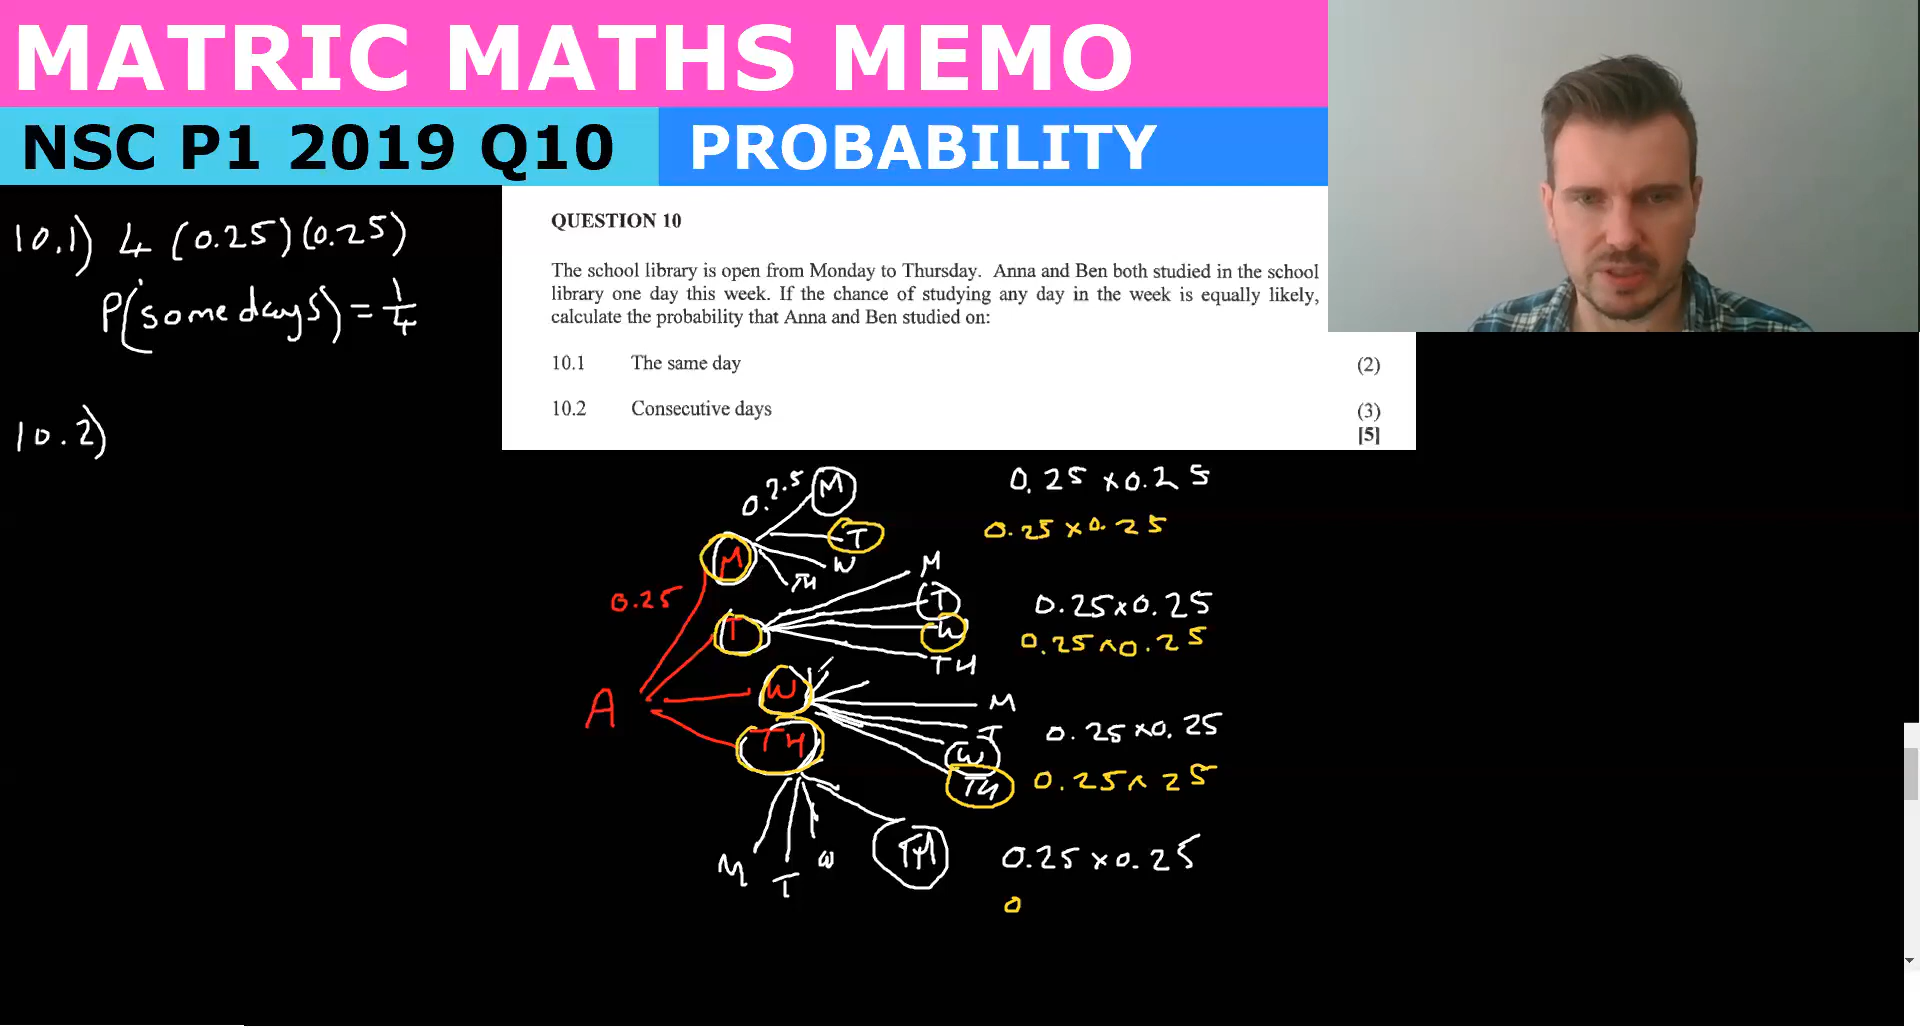 MATRIC MATHS MEMO
NSC P1 2019 Q10
PROBABILITY
10.1) 4 (0.25)(0.25)
P('some days') = 1/4
10.2)
QUESTION 10
The school library is open from Monday to Thursday. Anna and Ben both studied in the school
library one day this week. If the chance of studying any day in the week is equally likely,
calculate the probability that Anna and Ben studied on:
10.1 The same day (2)
10.2 Consecutive days (3)
[5]
0.25 M
T
W
TH
M
0.25
A
T
M
T
W
TH
W
M
T
W
TH
TH
M
T
W
TH
0.25 × 0.25
0.25 × 0.25
0.25 × 0.25
0.25 × 0.25
0.25 × 0.25
0.25 × 25
0.25 × 0.25
0